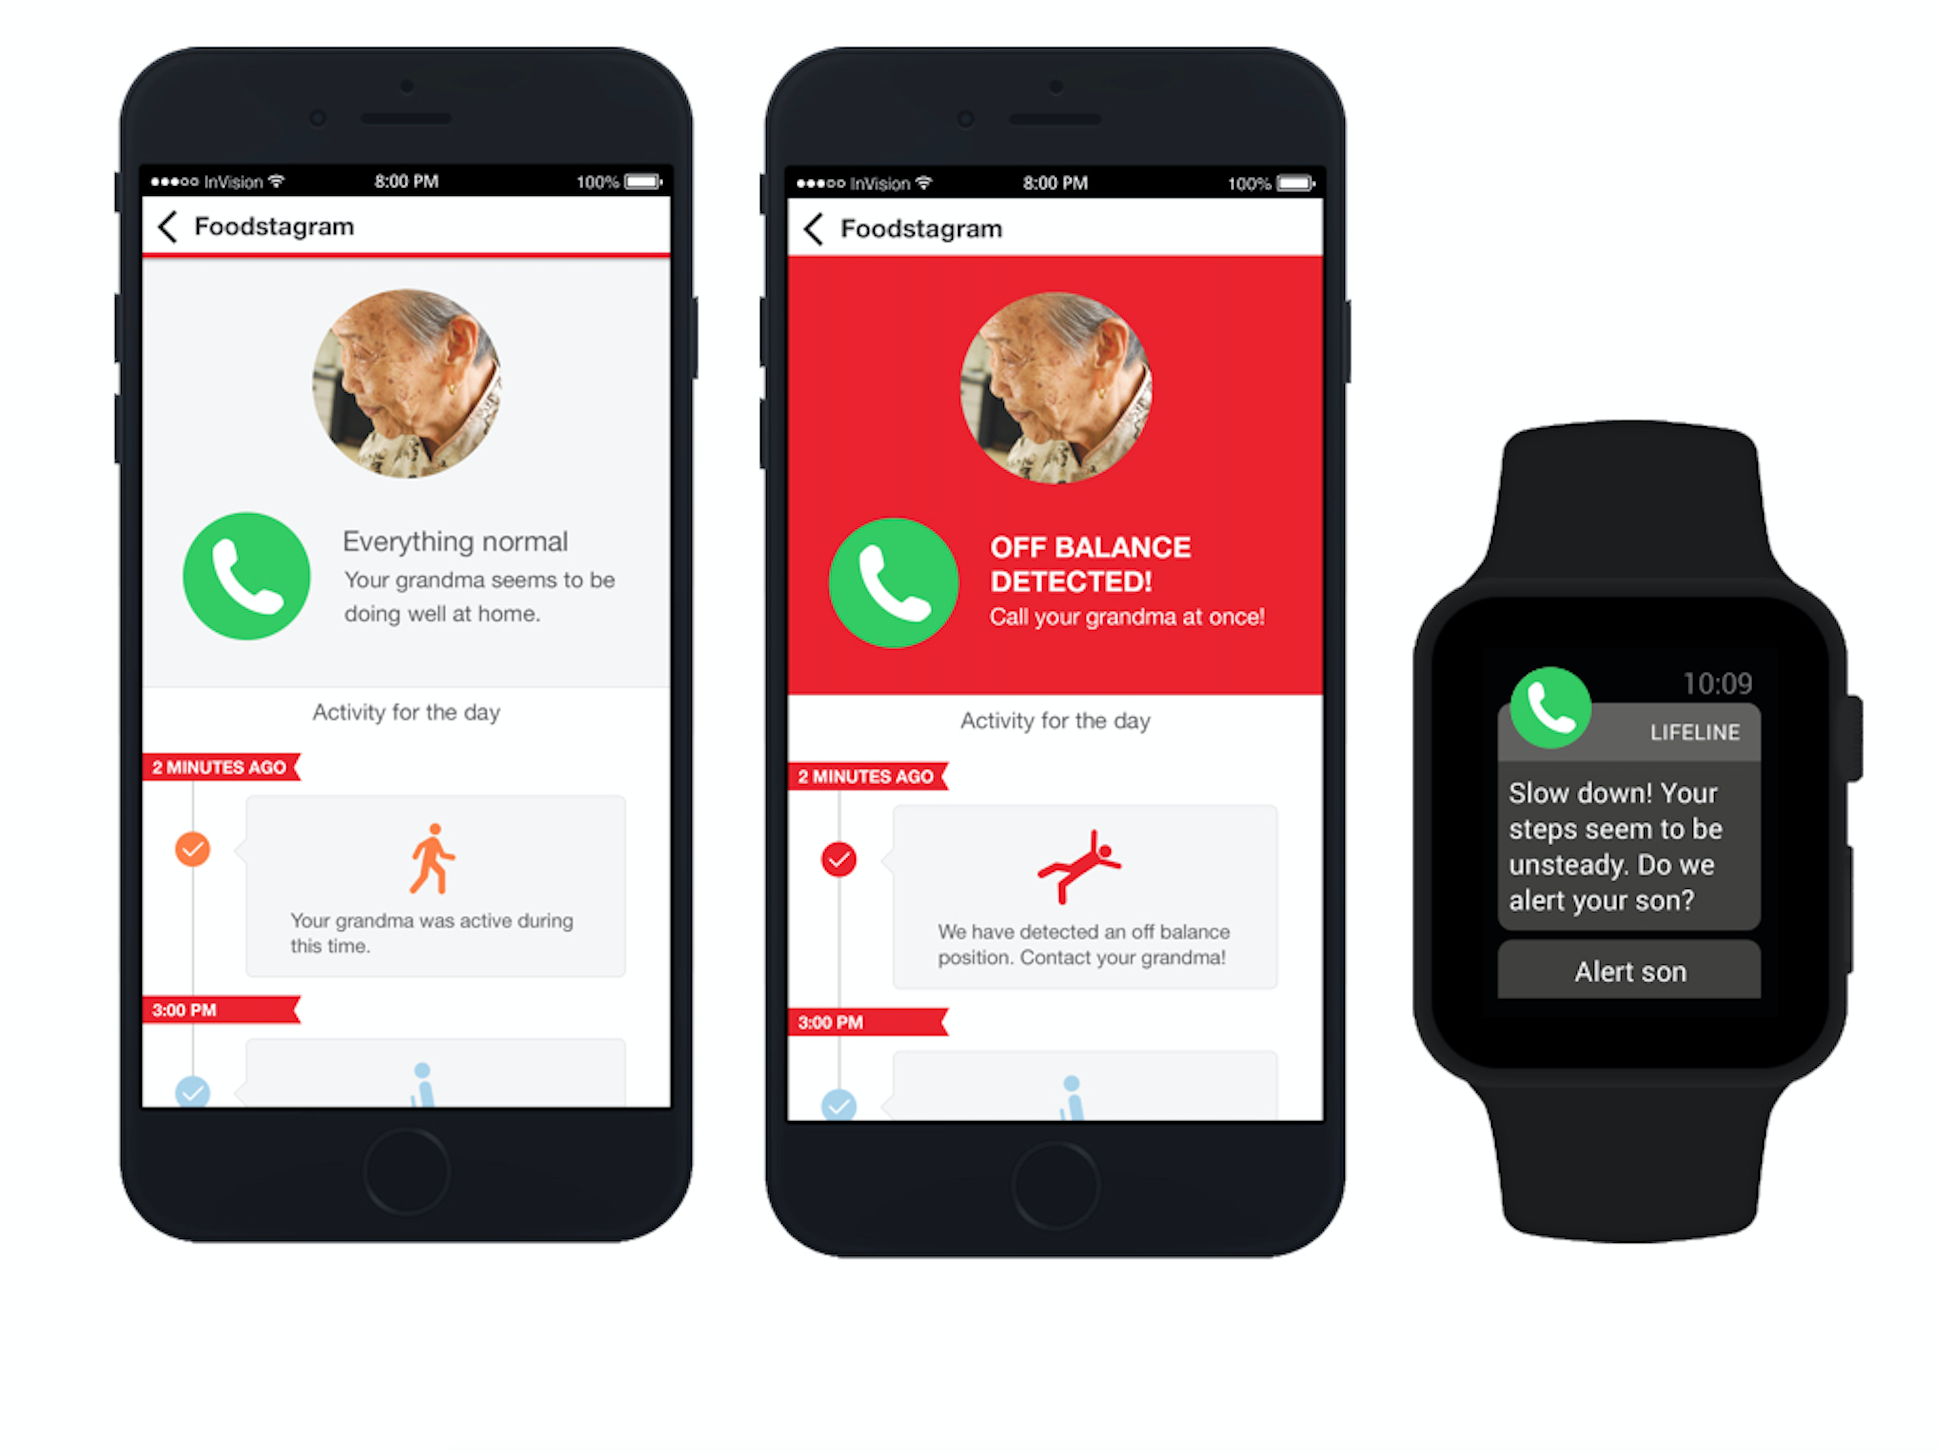 InVision
8:00 PM
100%
Foodstagram
Everything normal
Your grandma seems to be
doing well at home.
Activity for the day
2 MINUTES AGO
Your grandma was active during
this time.
3:00 PM
InVision
8:00 PM
100%
Foodstagram
OFF BALANCE
DETECTED!
Call your grandma at once!
Activity for the day
2 MINUTES AGO
We have detected an off balance
position. Contact your grandma!
3:00 PM
10:09
LIFELINE
Slow down! Your
steps seem to be
unsteady. Do we
alert your son?
Alert son